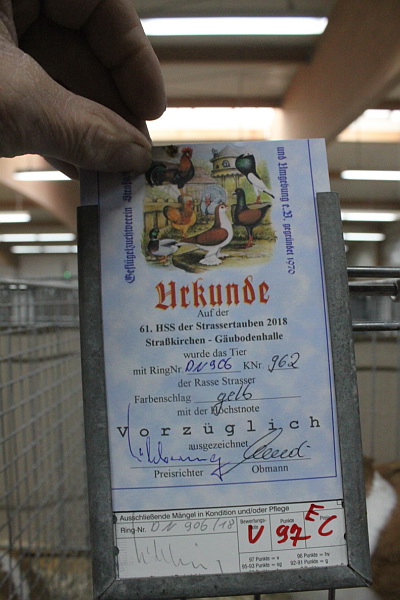 Geflügelzuchtverein
und Umgebung e.V. gegründet 1970
Urkunde
Auf der
61. HSS der Strassertauben 2018
Straßkirchen - Gäubodenhalle
wurde das Tier
mit RingNr DN 906 KNr. 962
der Rasse Strasser
Farbenschlag gelb
mit der Höchstnote
Vorzüglich
ausgezeichnet
Preisrichter Obmann
Ausschließende Mängel in Kondition und/oder Pflege
Ring-Nr. DN 906/18
Punkte
V 97 E C
97 Punkte = v
96 Punkte = hv